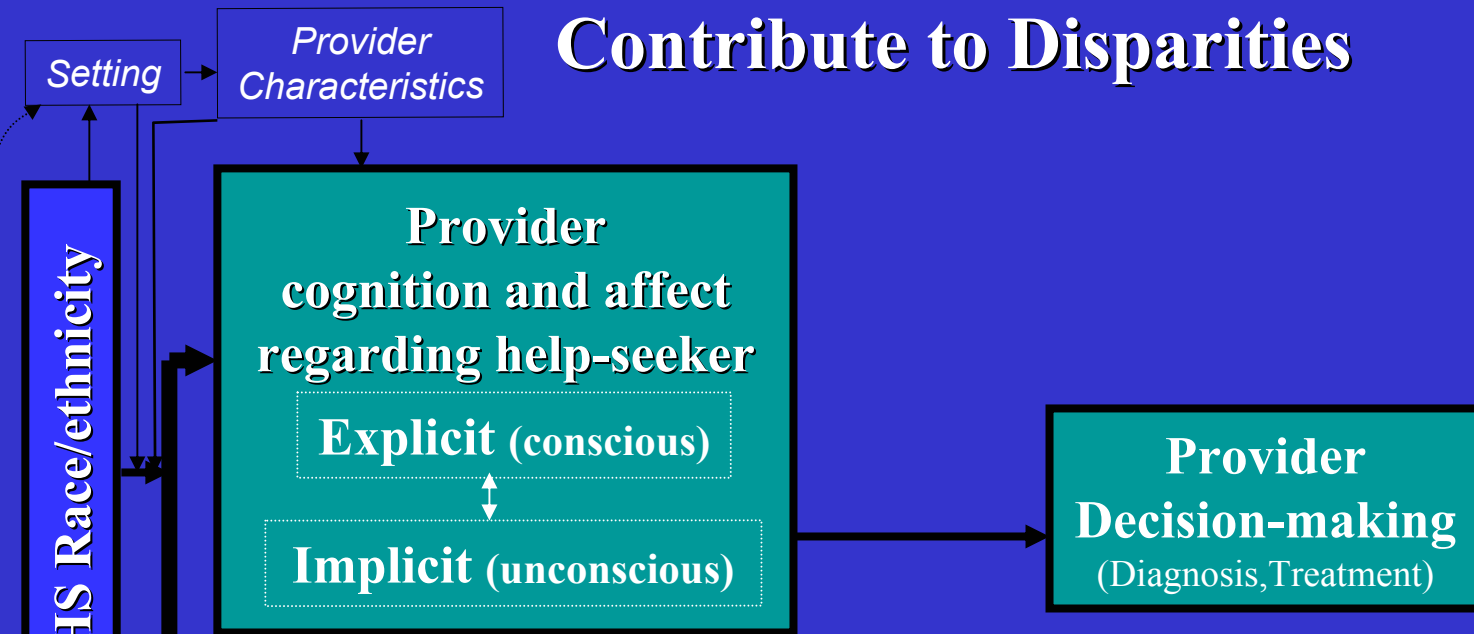 Contribute to Disparities
Setting
Provider
Characteristics
HS Race/ethnicity
Provider
cognition and affect
regarding help-seeker
Explicit (conscious)
Implicit (unconscious)
Provider
Decision-making
(Diagnosis,Treatment)